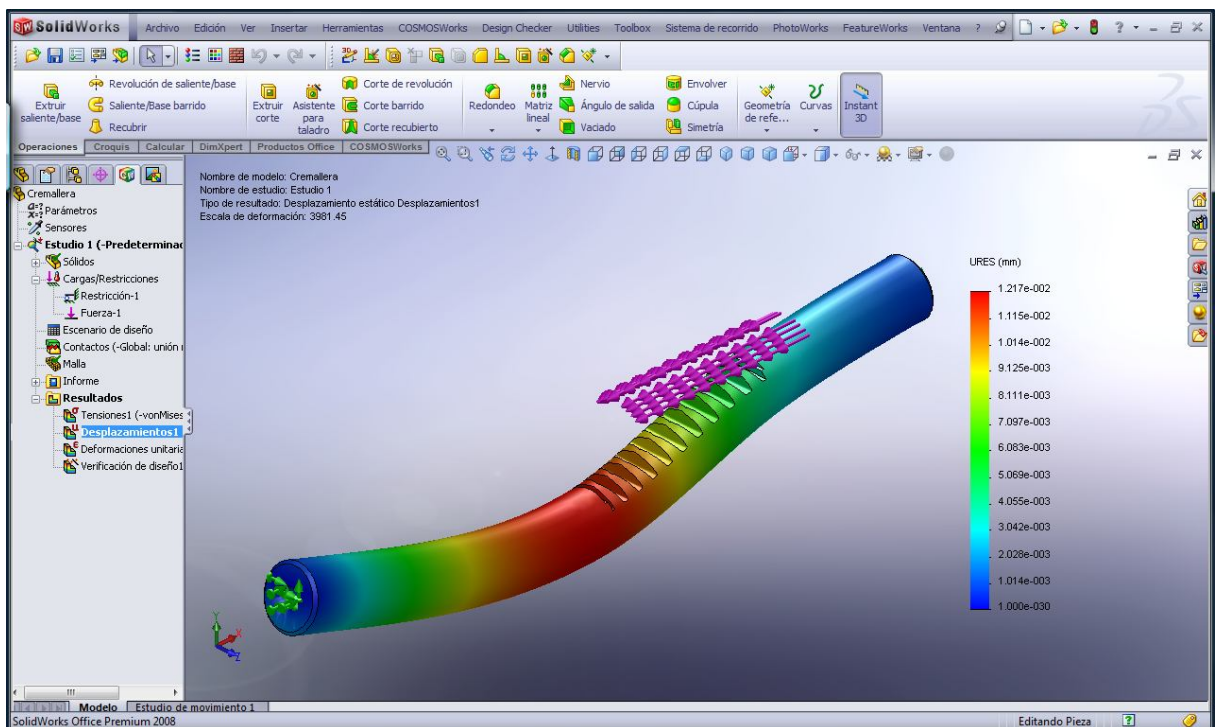 SolidWorks Archivo Edición Ver Insertar Herramientas COSMOSWorks Design Checker Utilities Toolbox Sistema de recorrido PhotoWorks FeatureWorks Ventana ?
Extruir saliente/base
Revolución de saliente/base
Saliente/Base barrido
Recubrir
Extruir corte
Asistente para taladro
Corte de revolución
Corte barrido
Corte recubierto
Redondeo
Matriz lineal
Nervio
Ángulo de salida
Vaciado
Envolver
Cúpula
Simetría
Geometría de refe...
Curvas
Instant 3D
Operaciones Croquis Calcular DimXpert Productos Office COSMOSWorks
Cremallera
Parámetros
Sensores
Estudio 1 (-Predeterminad
Sólidos
Cargas/Restricciones
Restricción-1
Fuerza-1
Escenario de diseño
Contactos (-Global: unión
Malla
Informe
Resultados
Tensiones1 (-vonMises
Desplazamientos1
Deformaciones unitaria
Verificación de diseño1
Nombre de modelo: Cremallera
Nombre de estudio: Estudio 1
Tipo de resultado: Desplazamiento estático Desplazamientos1
Escala de deformación: 3981.45
URES (mm)
1.217e-002
1.115e-002
1.014e-002
9.125e-003
8.111e-003
7.097e-003
6.083e-003
5.069e-003
4.055e-003
3.042e-003
2.028e-003
1.014e-003
1.000e-030
Y
X
Z
Modelo Estudio de movimiento 1
SolidWorks Office Premium 2008 Editando Pieza